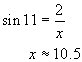 sin 11 = 2/x
x ≈ 10.5